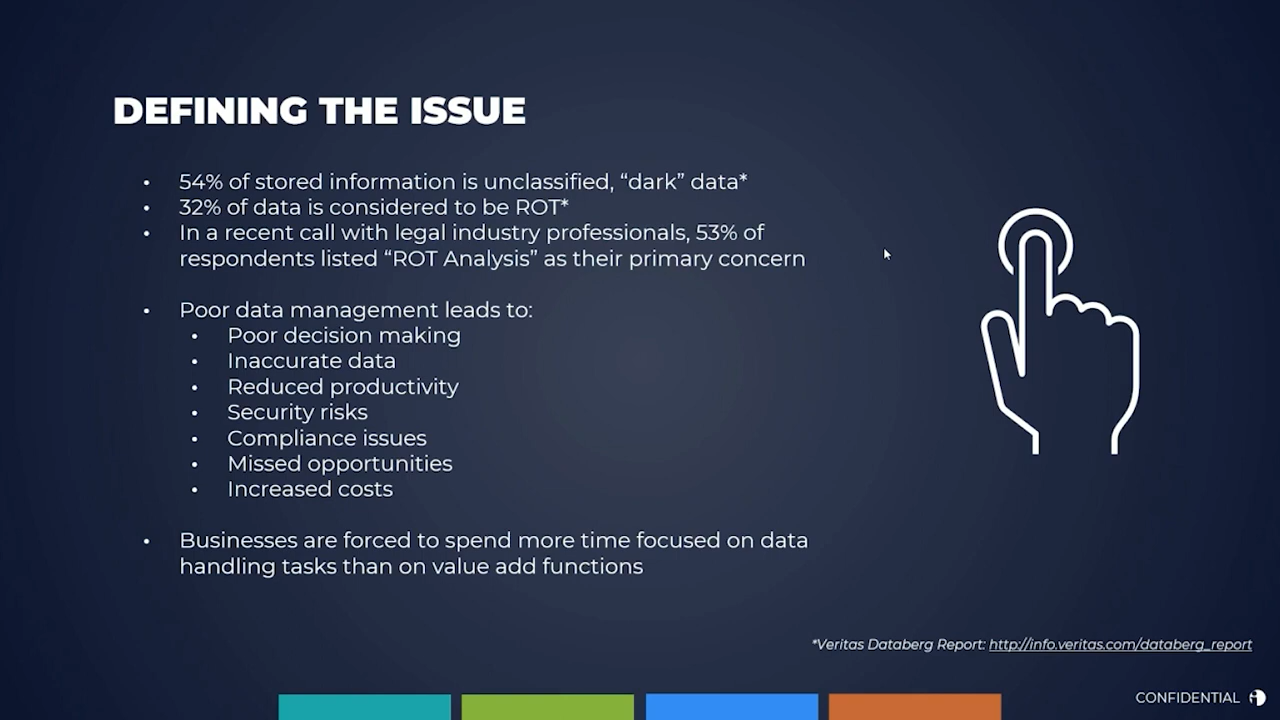 DEFINING THE ISSUE
• 54% of stored information is unclassified, “dark” data*
• 32% of data is considered to be ROT*
• In a recent call with legal industry professionals, 53% of
respondents listed “ROT Analysis” as their primary concern
• Poor data management leads to:
• Poor decision making
• Inaccurate data
• Reduced productivity
• Security risks
• Compliance issues
• Missed opportunities
• Increased costs
• Businesses are forced to spend more time focused on data
handling tasks than on value add functions
*Veritas Databerg Report: http://info.veritas.com/databerg_report
CONFIDENTIAL